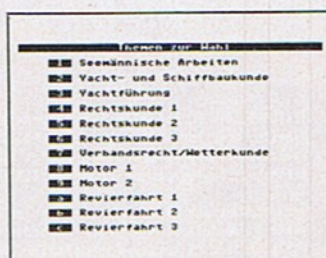 Themen zur Wahl
Seemännische Arbeiten
Yacht- und Schiffbaukunde
Yachtführung
Rechtskunde 1
Rechtskunde 2
Rechtskunde 3
Verbandsrecht/Wetterkunde
Motor 1
Motor 2
Revierfahrt 1
Revierfahrt 2
Revierfahrt 3